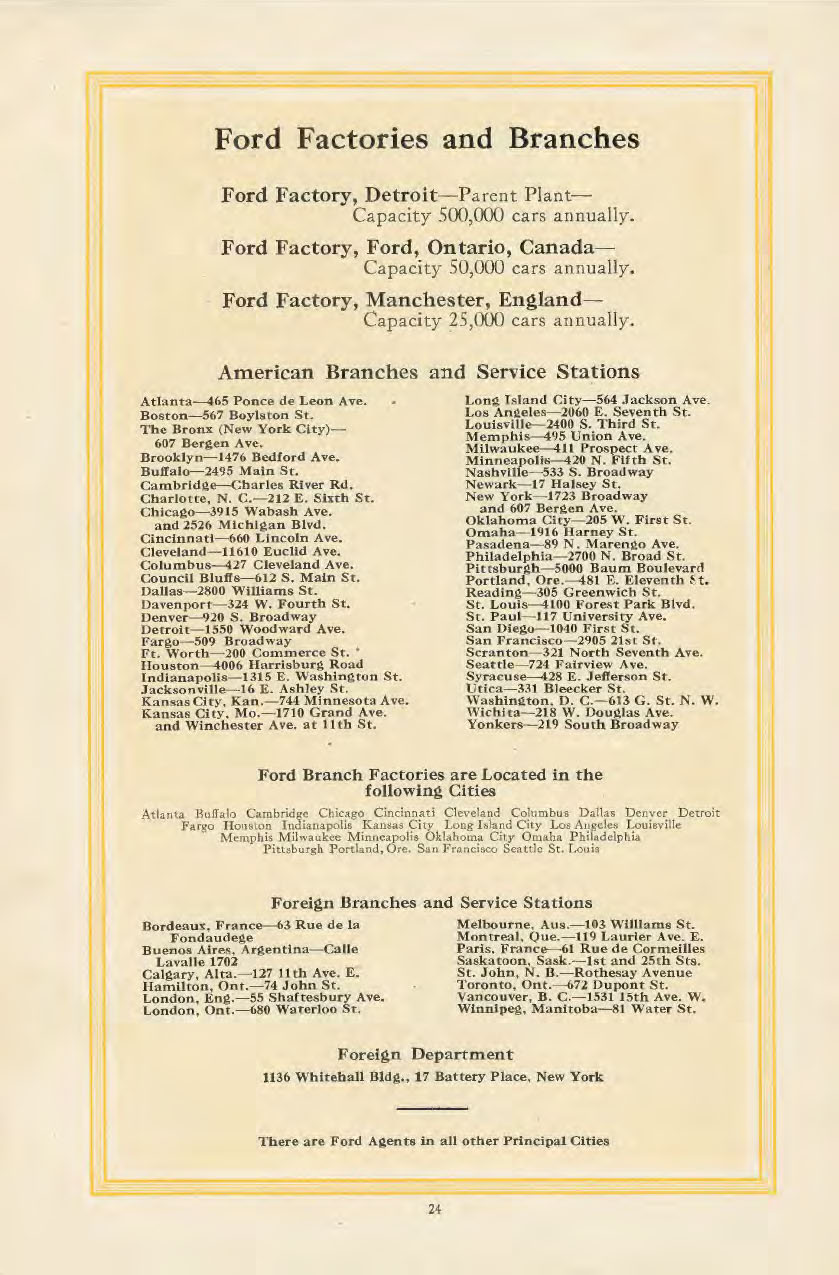 Ford Factories and Branches
Ford Factory, Detroit—Parent Plant—
Capacity 500,000 cars annually.
Ford Factory, Ford, Ontario, Canada—
Capacity 50,000 cars annually.
Ford Factory, Manchester, England—
Capacity 25,000 cars annually.
American Branches and Service Stations
Atlanta—465 Ponce de Leon Ave.
Boston—567 Boylston St.
The Bronx (New York City)—
607 Bergen Ave.
Brooklyn—1476 Bedford Ave.
Buffalo—2495 Main St.
Cambridge—Charles River Rd.
Charlotte, N. C.—212 E. Sixth St.
Chicago—3915 Wabash Ave.
and 2526 Michigan Blvd.
Cincinnati—660 Lincoln Ave.
Cleveland—11610 Euclid Ave.
Columbus—427 Cleveland Ave.
Council Bluffs—612 S. Main St.
Dallas—2800 Williams St.
Davenport—324 W. Fourth St.
Denver—920 S. Broadway
Detroit—1550 Woodward Ave.
Fargo—509 Broadway
Ft. Worth—200 Commerce St.
Houston—4006 Harrisburg Road
Indianapolis—1315 E. Washington St.
Jacksonville—16 E. Ashley St.
Kansas City, Kan.—744 Minnesota Ave.
Kansas City, Mo.—1710 Grand Ave.
and Winchester Ave. at 11th St.
Long Island City—564 Jackson Ave.
Los Angeles—2060 E. Seventh St.
Louisville—2400 S. Third St.
Memphis—495 Union Ave.
Milwaukee—411 Prospect Ave.
Minneapolis—420 N. Fifth St.
Nashville—533 S. Broadway
Newark—17 Halsey St.
New York—1723 Broadway
and 607 Bergen Ave.
Oklahoma City—205 W. First St.
Omaha—1916 Harney St.
Pasadena—89 N. Marengo Ave.
Philadelphia—2700 N. Broad St.
Pittsburgh—5000 Baum Boulevard
Portland, Ore.—481 E. Eleventh St.
Reading—305 Greenwich St.
St. Louis—4100 Forest Park Blvd.
St. Paul—117 University Ave.
San Diego—1040 First St.
San Francisco—2905 21st St.
Scranton—321 North Seventh Ave.
Seattle—724 Fairview Ave.
Syracuse—428 E. Jefferson St.
Utica—331 Bleecker St.
Washington, D. C.—613 G. St. N. W.
Wichita—218 W. Douglas Ave.
Yonkers—219 South Broadway
Ford Branch Factories are Located in the
following Cities
Atlanta Buffalo Cambridge Chicago Cincinnati Cleveland Columbus Dallas Denver Detroit
Fargo Houston Indianapolis Kansas City Long Island City Los Angeles Louisville
Memphis Milwaukee Minneapolis Oklahoma City Omaha Philadelphia
Pittsburgh Portland, Ore. San Francisco Seattle St. Louis
Foreign Branches and Service Stations
Bordeaux, France—63 Rue de la
Fondaudege
Buenos Aires, Argentina—Calle
Lavalle 1702
Calgary, Alta.—127 11th Ave. E.
Hamilton, Ont.—74 John St.
London, Eng.—55 Shaftesbury Ave.
London, Ont.—680 Waterloo St.
Melbourne, Aus.—103 Williams St.
Montreal, Que.—119 Laurier Ave. E.
Paris, France—61 Rue de Cormeilles
Saskatoon, Sask.—1st and 25th Sts.
St. John, N. B.—Rothesay Avenue
Toronto, Ont.—672 Dupont St.
Vancouver, B. C.—1531 15th Ave. W.
Winnipeg, Manitoba—81 Water St.
Foreign Department
1136 Whitehall Bldg., 17 Battery Place, New York
There are Ford Agents in all other Principal Cities
24